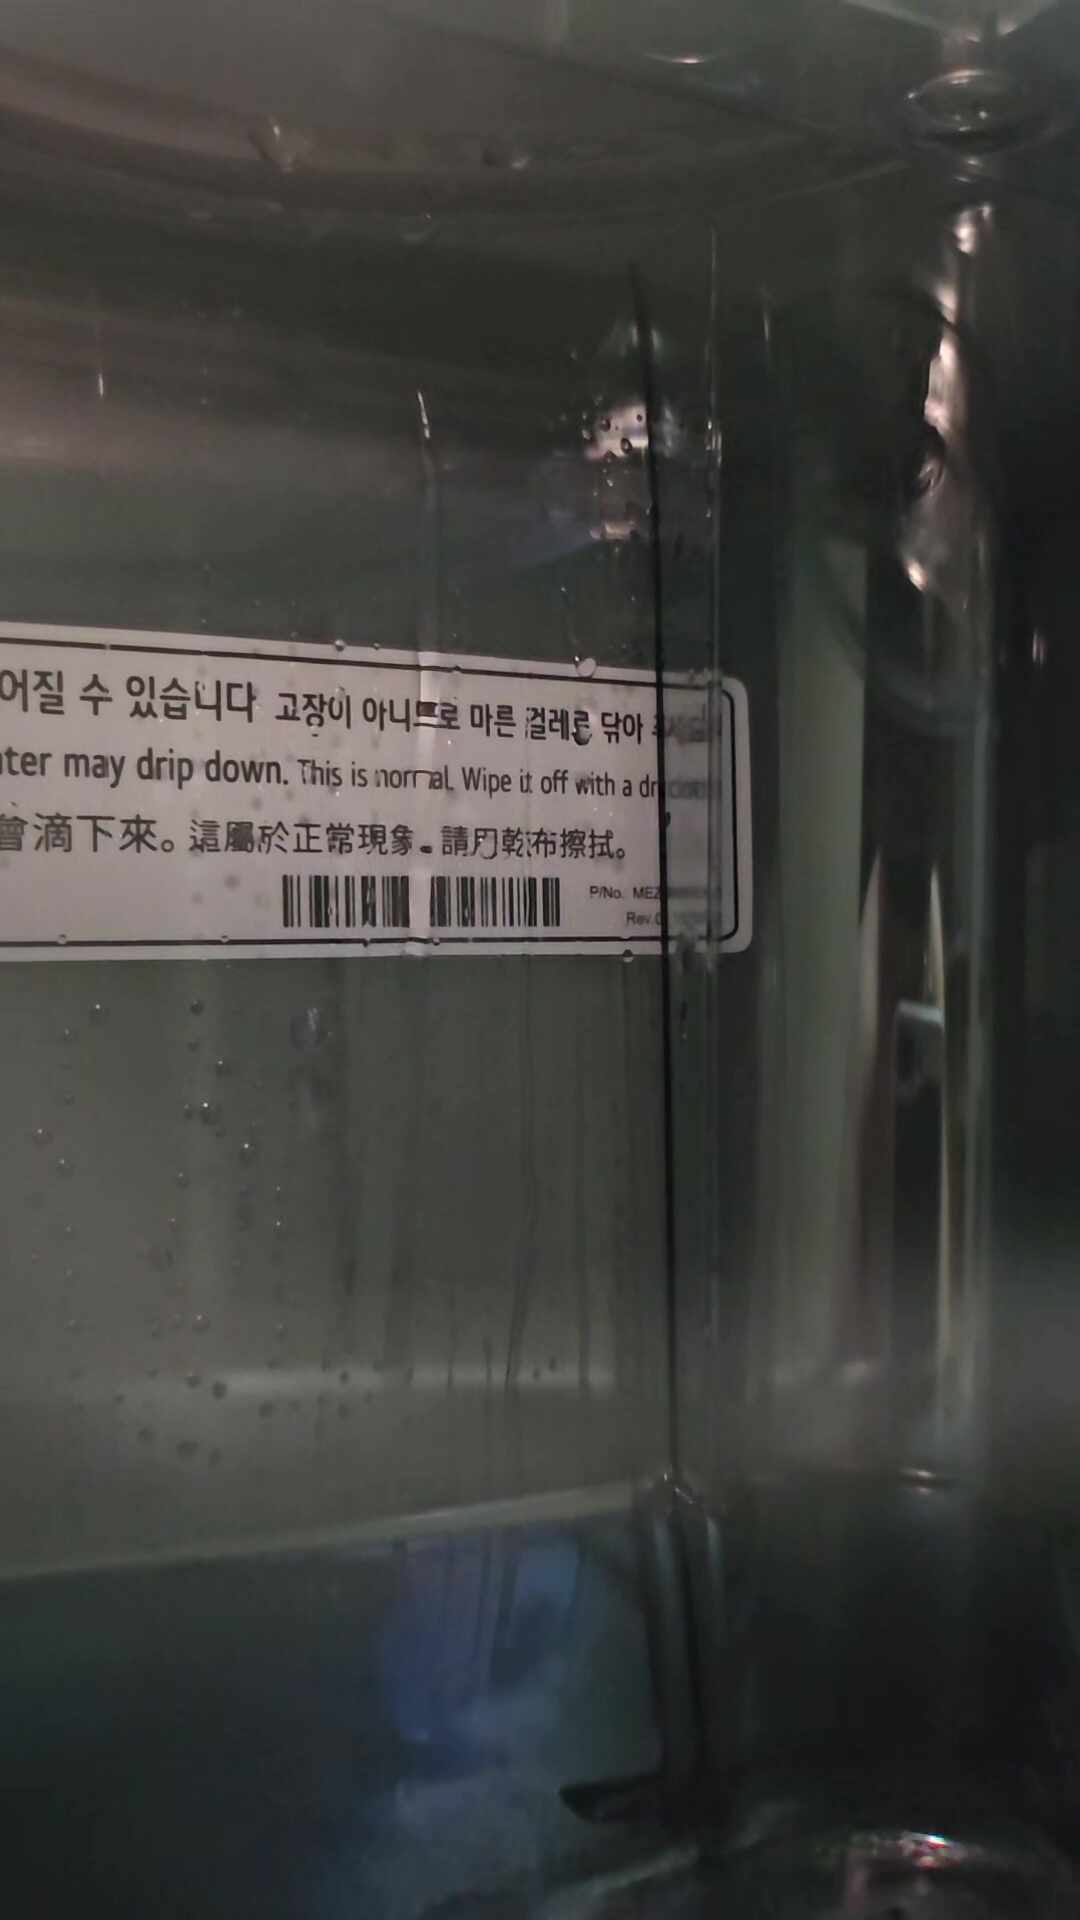 어질 수 있습니다 고장이 아니므로 마른 걸레로 닦아
ter may drip down. This is normal. Wipe it off with a
會滴下來。這屬於正常現象。請用乾布擦拭。
P/No. MEZ
Rev.